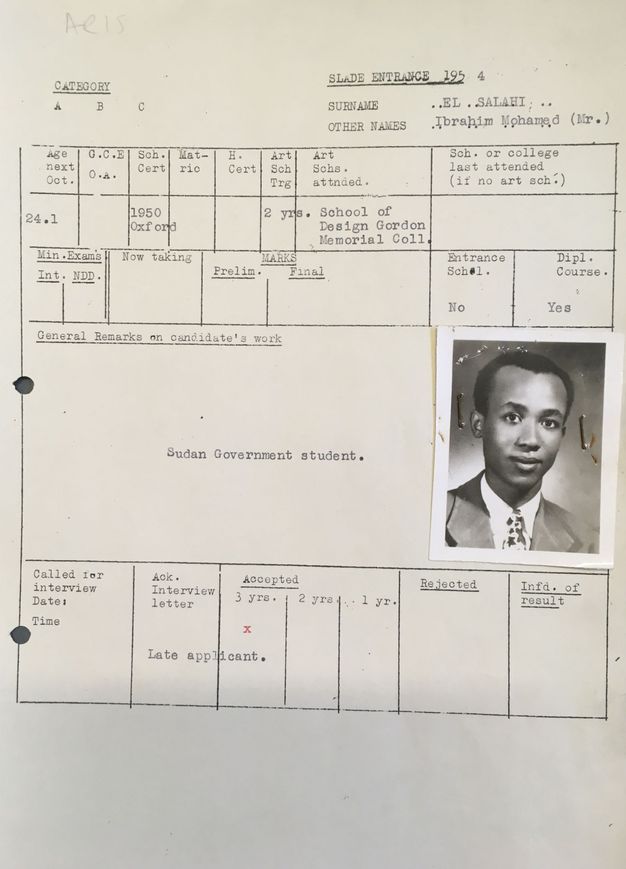 Ae15
SLADE ENTRANCE 195 4
CATEGORY
A B C
SURNAME ..EL ..SALAHI. ..
OTHER NAMES .Ibrahim Mohamed (Mr.)
Age next Oct.
G.C.E O.A.
Sch. Cert
Mat- ric
H. Cert
Art Sch Trg
Art Schs. attnded.
Sch. or college last attended (if no art sch.)
24.1
1950 Oxford
2 yrs.
School of Design Gordon Memorial Coll.
Min.Exams
Int. NDD.
Now taking
MARKS
Prelim. Final
Entrance Schol.
Dipl. Course.
No
Yes
General Remarks on candidate's work
Sudan Government student.
Called for interview
Date:
Time
Ack. Interview letter
Accepted
3 yrs. 2 yrs. 1 yr.
Rejected
Infd. of result
x
Late applicant.